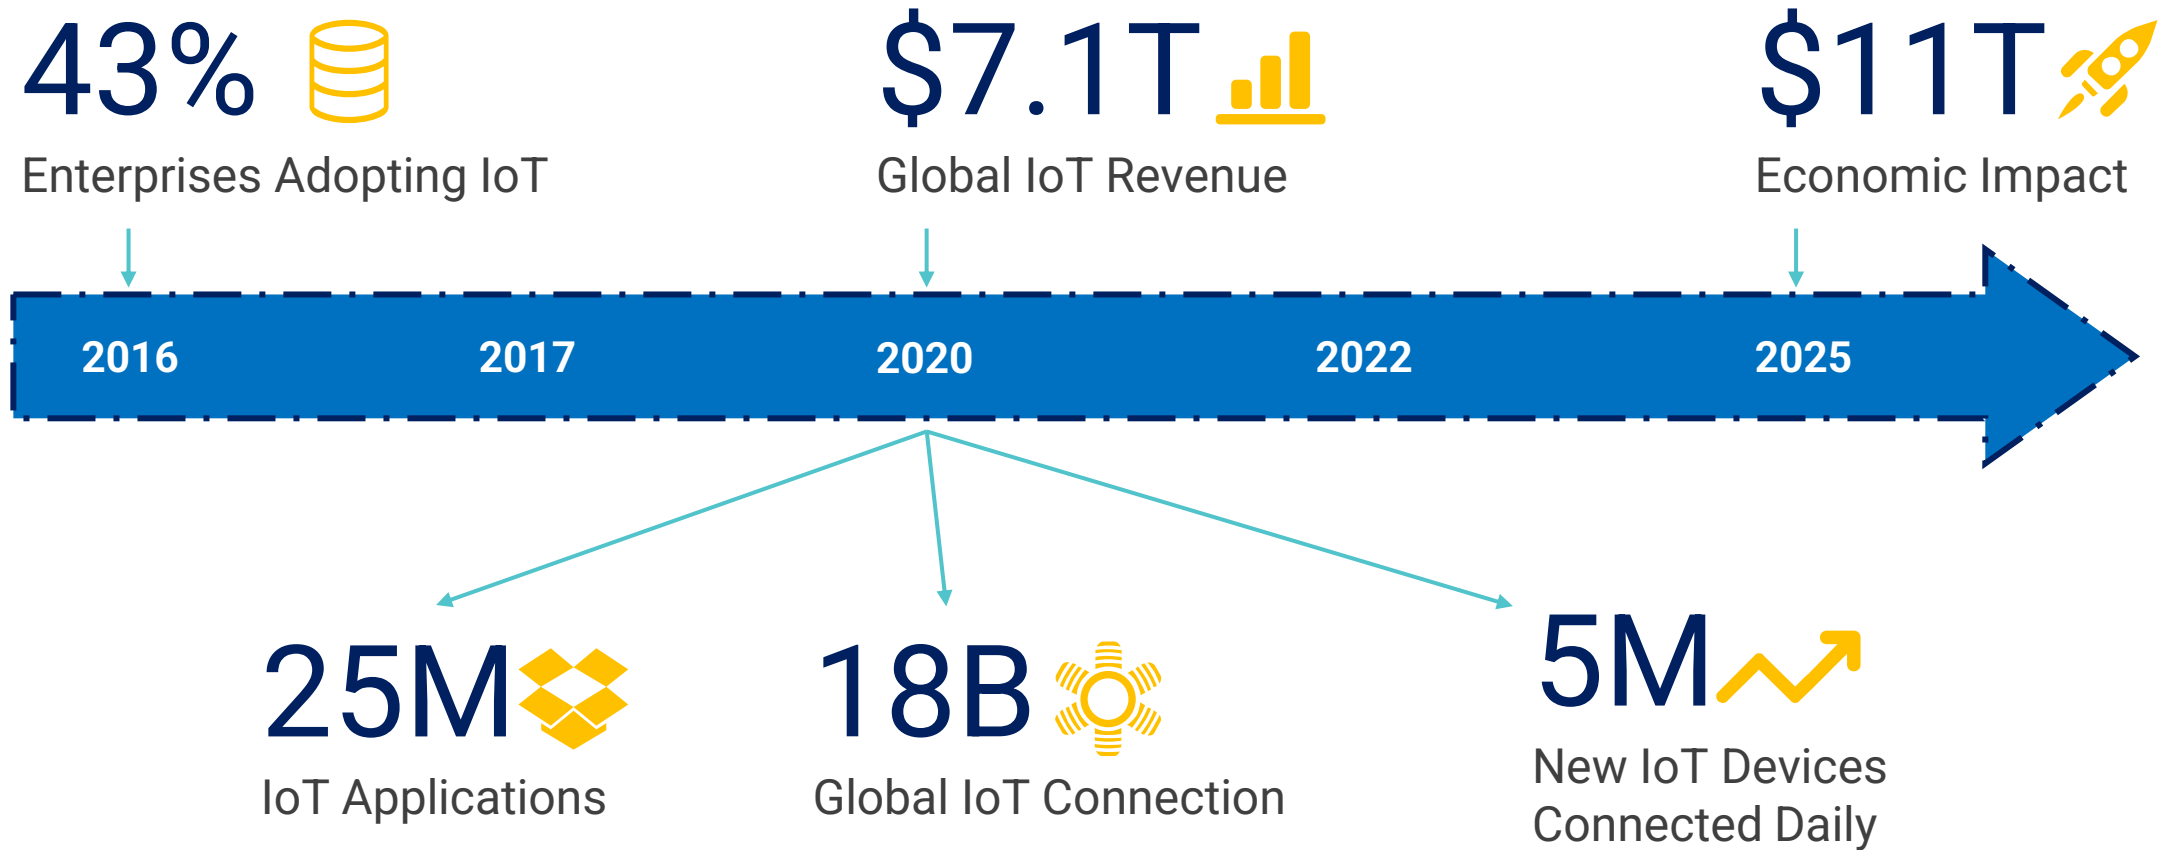 43%
Enterprises Adopting IoT
$7.1T
Global IoT Revenue
$11T
Economic Impact
2016
2017
2020
2022
2025
25M
IoT Applications
18B
Global IoT Connection
5M
New IoT Devices
Connected Daily